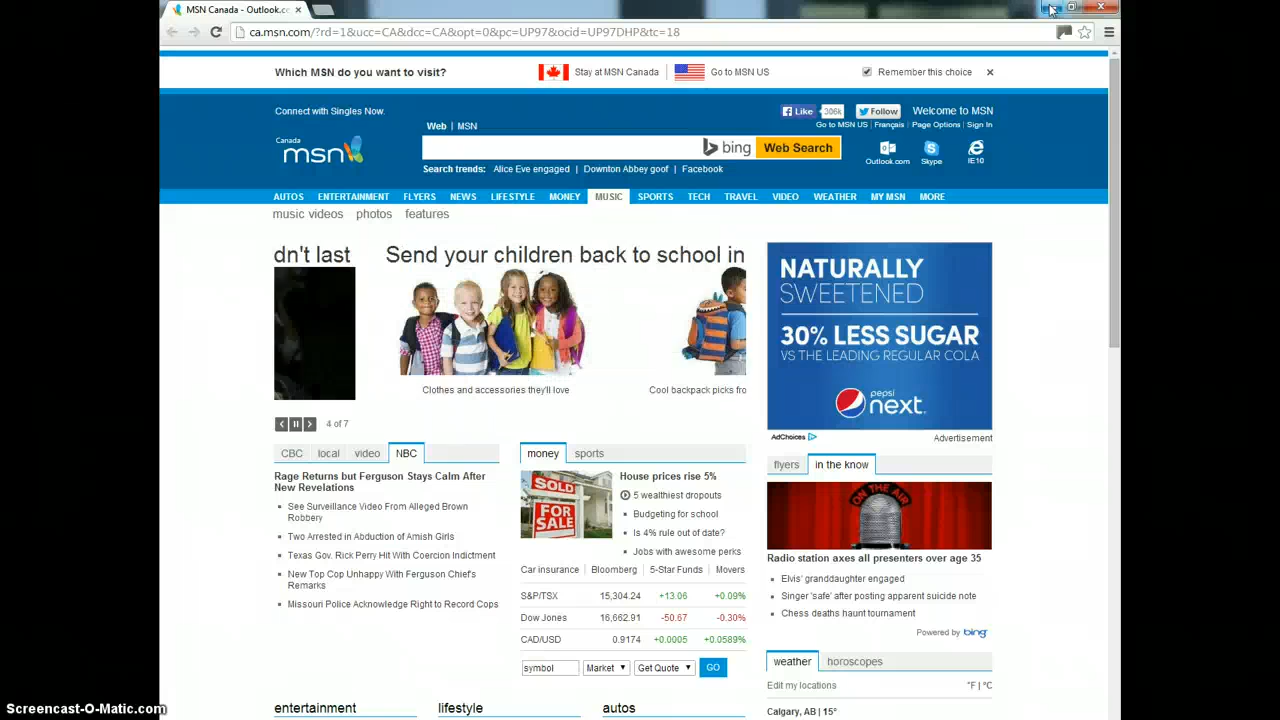 MSN Canada - Outlook.co
ca.msn.com/?rd=1&ucc=CA&dcc=CA&opt=0&pc=UP97&ocid=UP97DHP&tc=18
Which MSN do you want to visit?
Stay at MSN Canada
Go to MSN US
Remember this choice
Connect with Singles Now.
Like
306k
Follow
Welcome to MSN
Go to MSN US | Français | Page Options | Sign In
Web | MSN
Canada
msn
bing
Web Search
Outlook.com
Skype
IE10
Search trends: Alice Eve engaged | Downton Abbey goof | Facebook
AUTOS ENTERTAINMENT FLYERS NEWS LIFESTYLE MONEY MUSIC SPORTS TECH TRAVEL VIDEO WEATHER MY MSN MORE
music videos photos features
dn't last
Send your children back to school in
Clothes and accessories they'll love
Cool backpack picks fro
4 of 7
NATURALLY
SWEETENED
30% LESS SUGAR
VS THE LEADING REGULAR COLA
pepsi
next.
AdChoices
Advertisement
CBC local video NBC
Rage Returns but Ferguson Stays Calm After
New Revelations
See Surveillance Video From Alleged Brown
Robbery
Two Arrested in Abduction of Amish Girls
Texas Gov. Rick Perry Hit With Coercion Indictment
New Top Cop Unhappy With Ferguson Chief's
Remarks
Missouri Police Acknowledge Right to Record Cops
money sports
SOLD
FOR
SALE
House prices rise 5%
5 wealthiest dropouts
Budgeting for school
Is 4% rule out of date?
Jobs with awesome perks
Car insurance | Bloomberg | 5-Star Funds | Movers
S&P/TSX 15,304.24 +13.06 +0.09%
Dow Jones 16,662.91 -50.67 -0.30%
CAD/USD 0.9174 +0.0005 +0.0589%
symbol Market Get Quote GO
flyers in the know
ON THE AIR
Radio station axes all presenters over age 35
Elvis' granddaughter engaged
Singer 'safe' after posting apparent suicide note
Chess deaths haunt tournament
Powered by bing
weather horoscopes
Edit my locations
°F | °C
Calgary, AB | 15°
entertainment
lifestyle
autos
Screencast-O-Matic.com